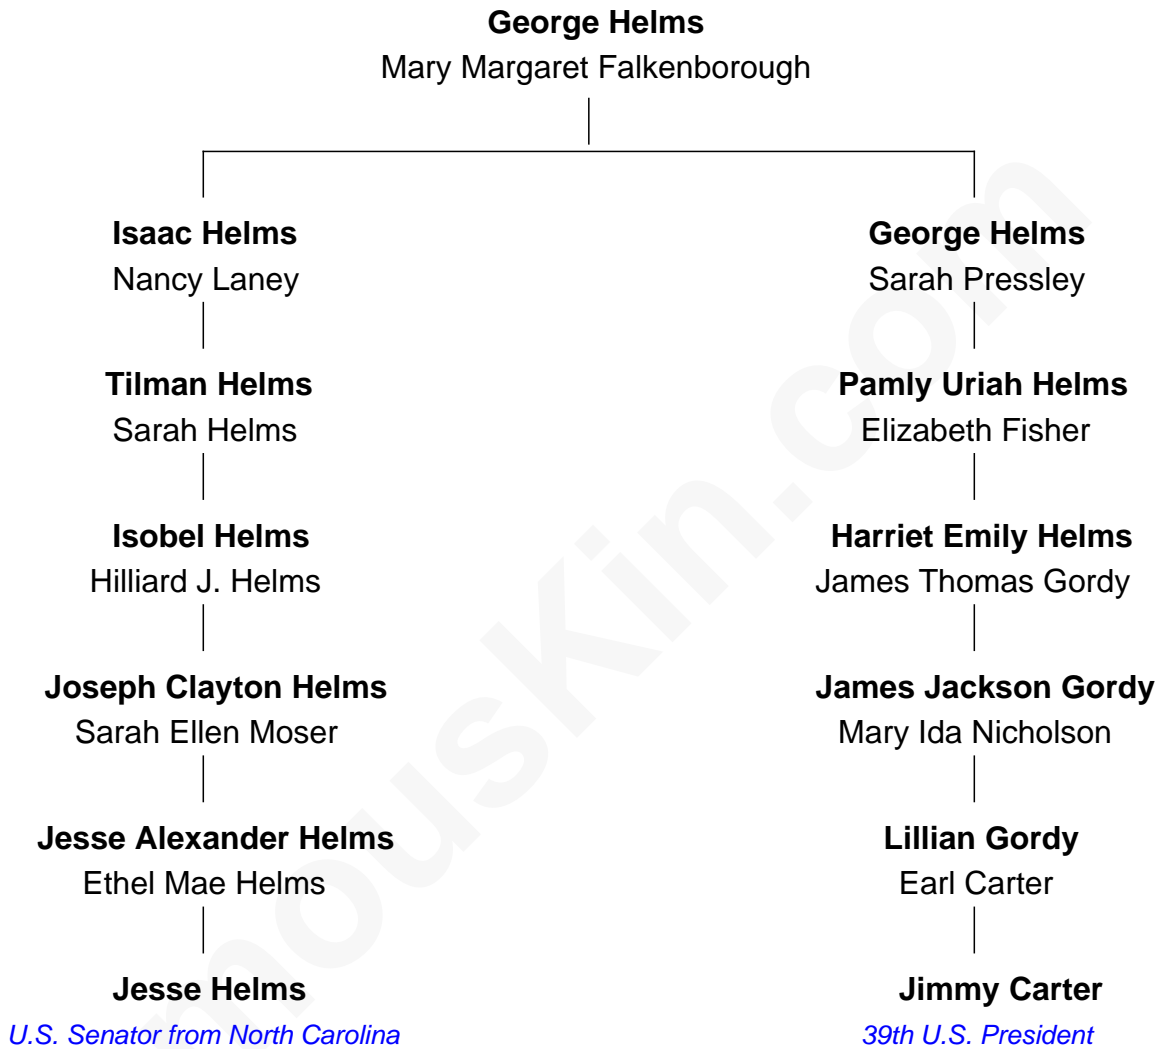 George Helms
Mary Margaret Falkenborough
Isaac Helms
Nancy Laney
George Helms
Sarah Pressley
Tilman Helms
Sarah Helms
Pamly Uriah Helms
Elizabeth Fisher
Isobel Helms
Hilliard J. Helms
Harriet Emily Helms
James Thomas Gordy
Joseph Clayton Helms
Sarah Ellen Moser
James Jackson Gordy
Mary Ida Nicholson
Jesse Alexander Helms
Ethel Mae Helms
Lillian Gordy
Earl Carter
Jesse Helms
U.S. Senator from North Carolina
Jimmy Carter
39th U.S. President
mousKin.com